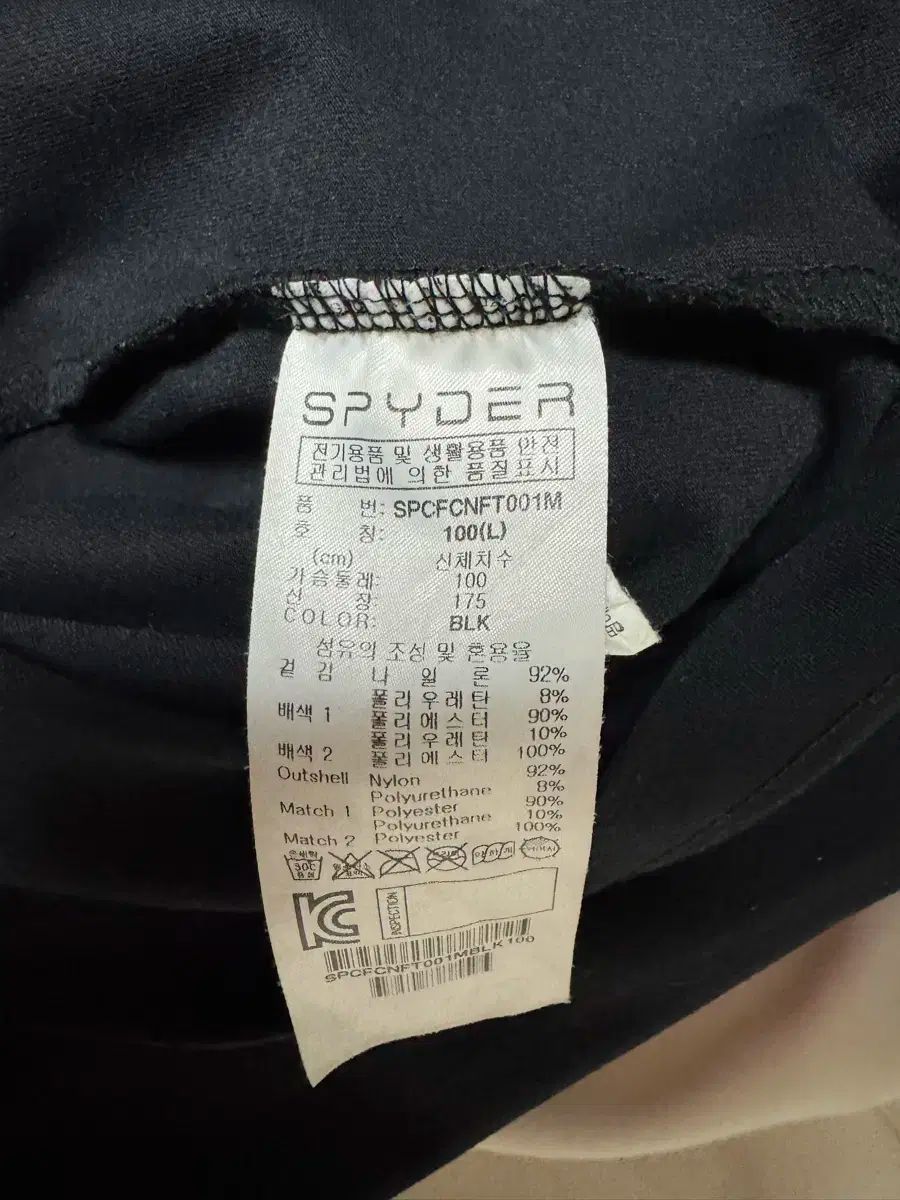 SPYDER
전기용품 및 생활용품 안전
관리법에 의한 품질표시
품 번: SPCFCNFT001M
호 칭: 100(L)
(cm) 신체치수
가슴둘레: 100
신 장: 175
COLOR: BLK
섬유의 조성 및 혼용율
겉 감 나 일 론 92%
폴리우레탄 8%
배색 1 폴리에스터 90%
폴리우레탄 10%
배색 2 폴리에스터 100%
Outshell Nylon 92%
Polyurethane 8%
Match 1 Polyester 90%
Polyurethane 10%
Match 2 Polyester 100%
약하게
KC
INSPECTION
SPCFCNFT001MBLK100